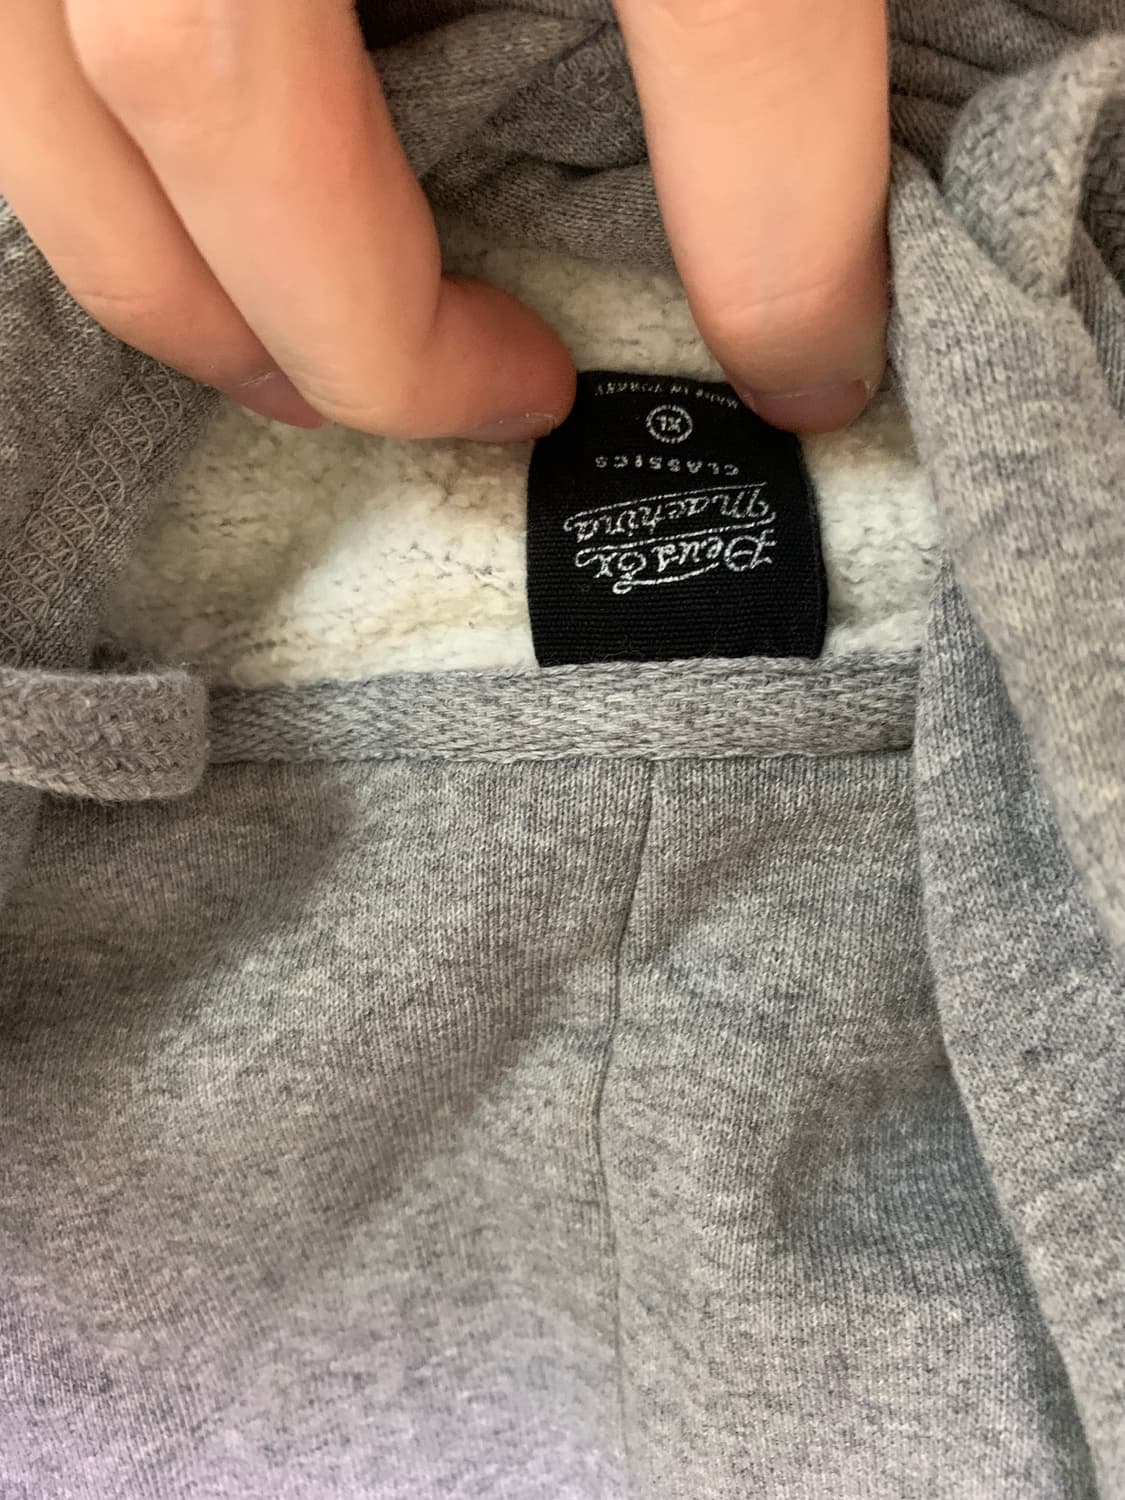 Deus Ex
Machina
CLASSICS
XL
MADE IN TURKEY